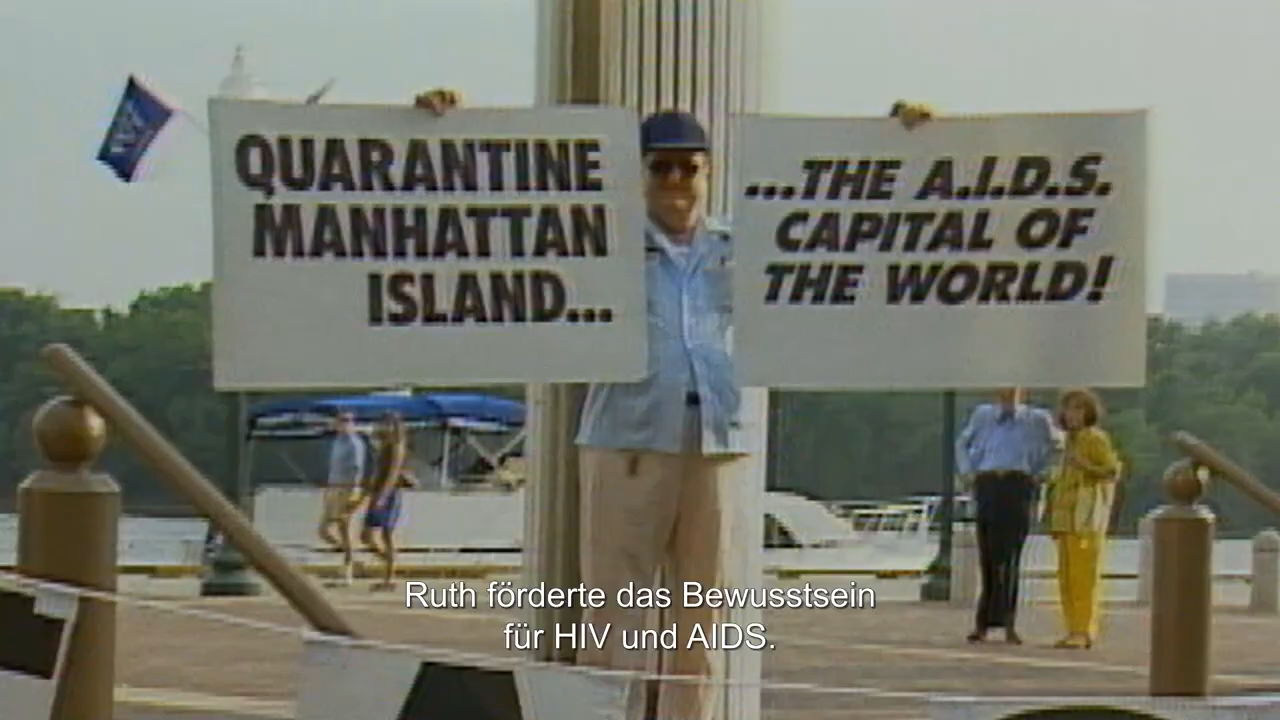 QUARANTINE
MANHATTAN
ISLAND...
...THE A.I.D.S.
CAPITAL OF
THE WORLD!
Ruth förderte das Bewusstsein
für HIV und AIDS.